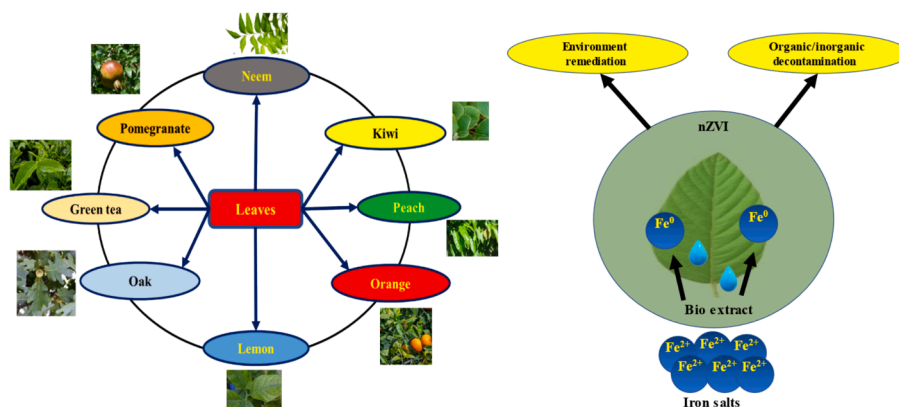 Neem
Pomegranate
Kiwi
Green tea
Leaves
Peach
Oak
Orange
Lemon
Environment
remediation
Organic/inorganic
decontamination
nZVI
Fe⁰
Fe⁰
Bio extract
Fe²⁺
Fe²⁺
Fe²⁺
Fe²⁺
Fe²⁺
Fe²⁺
Iron salts